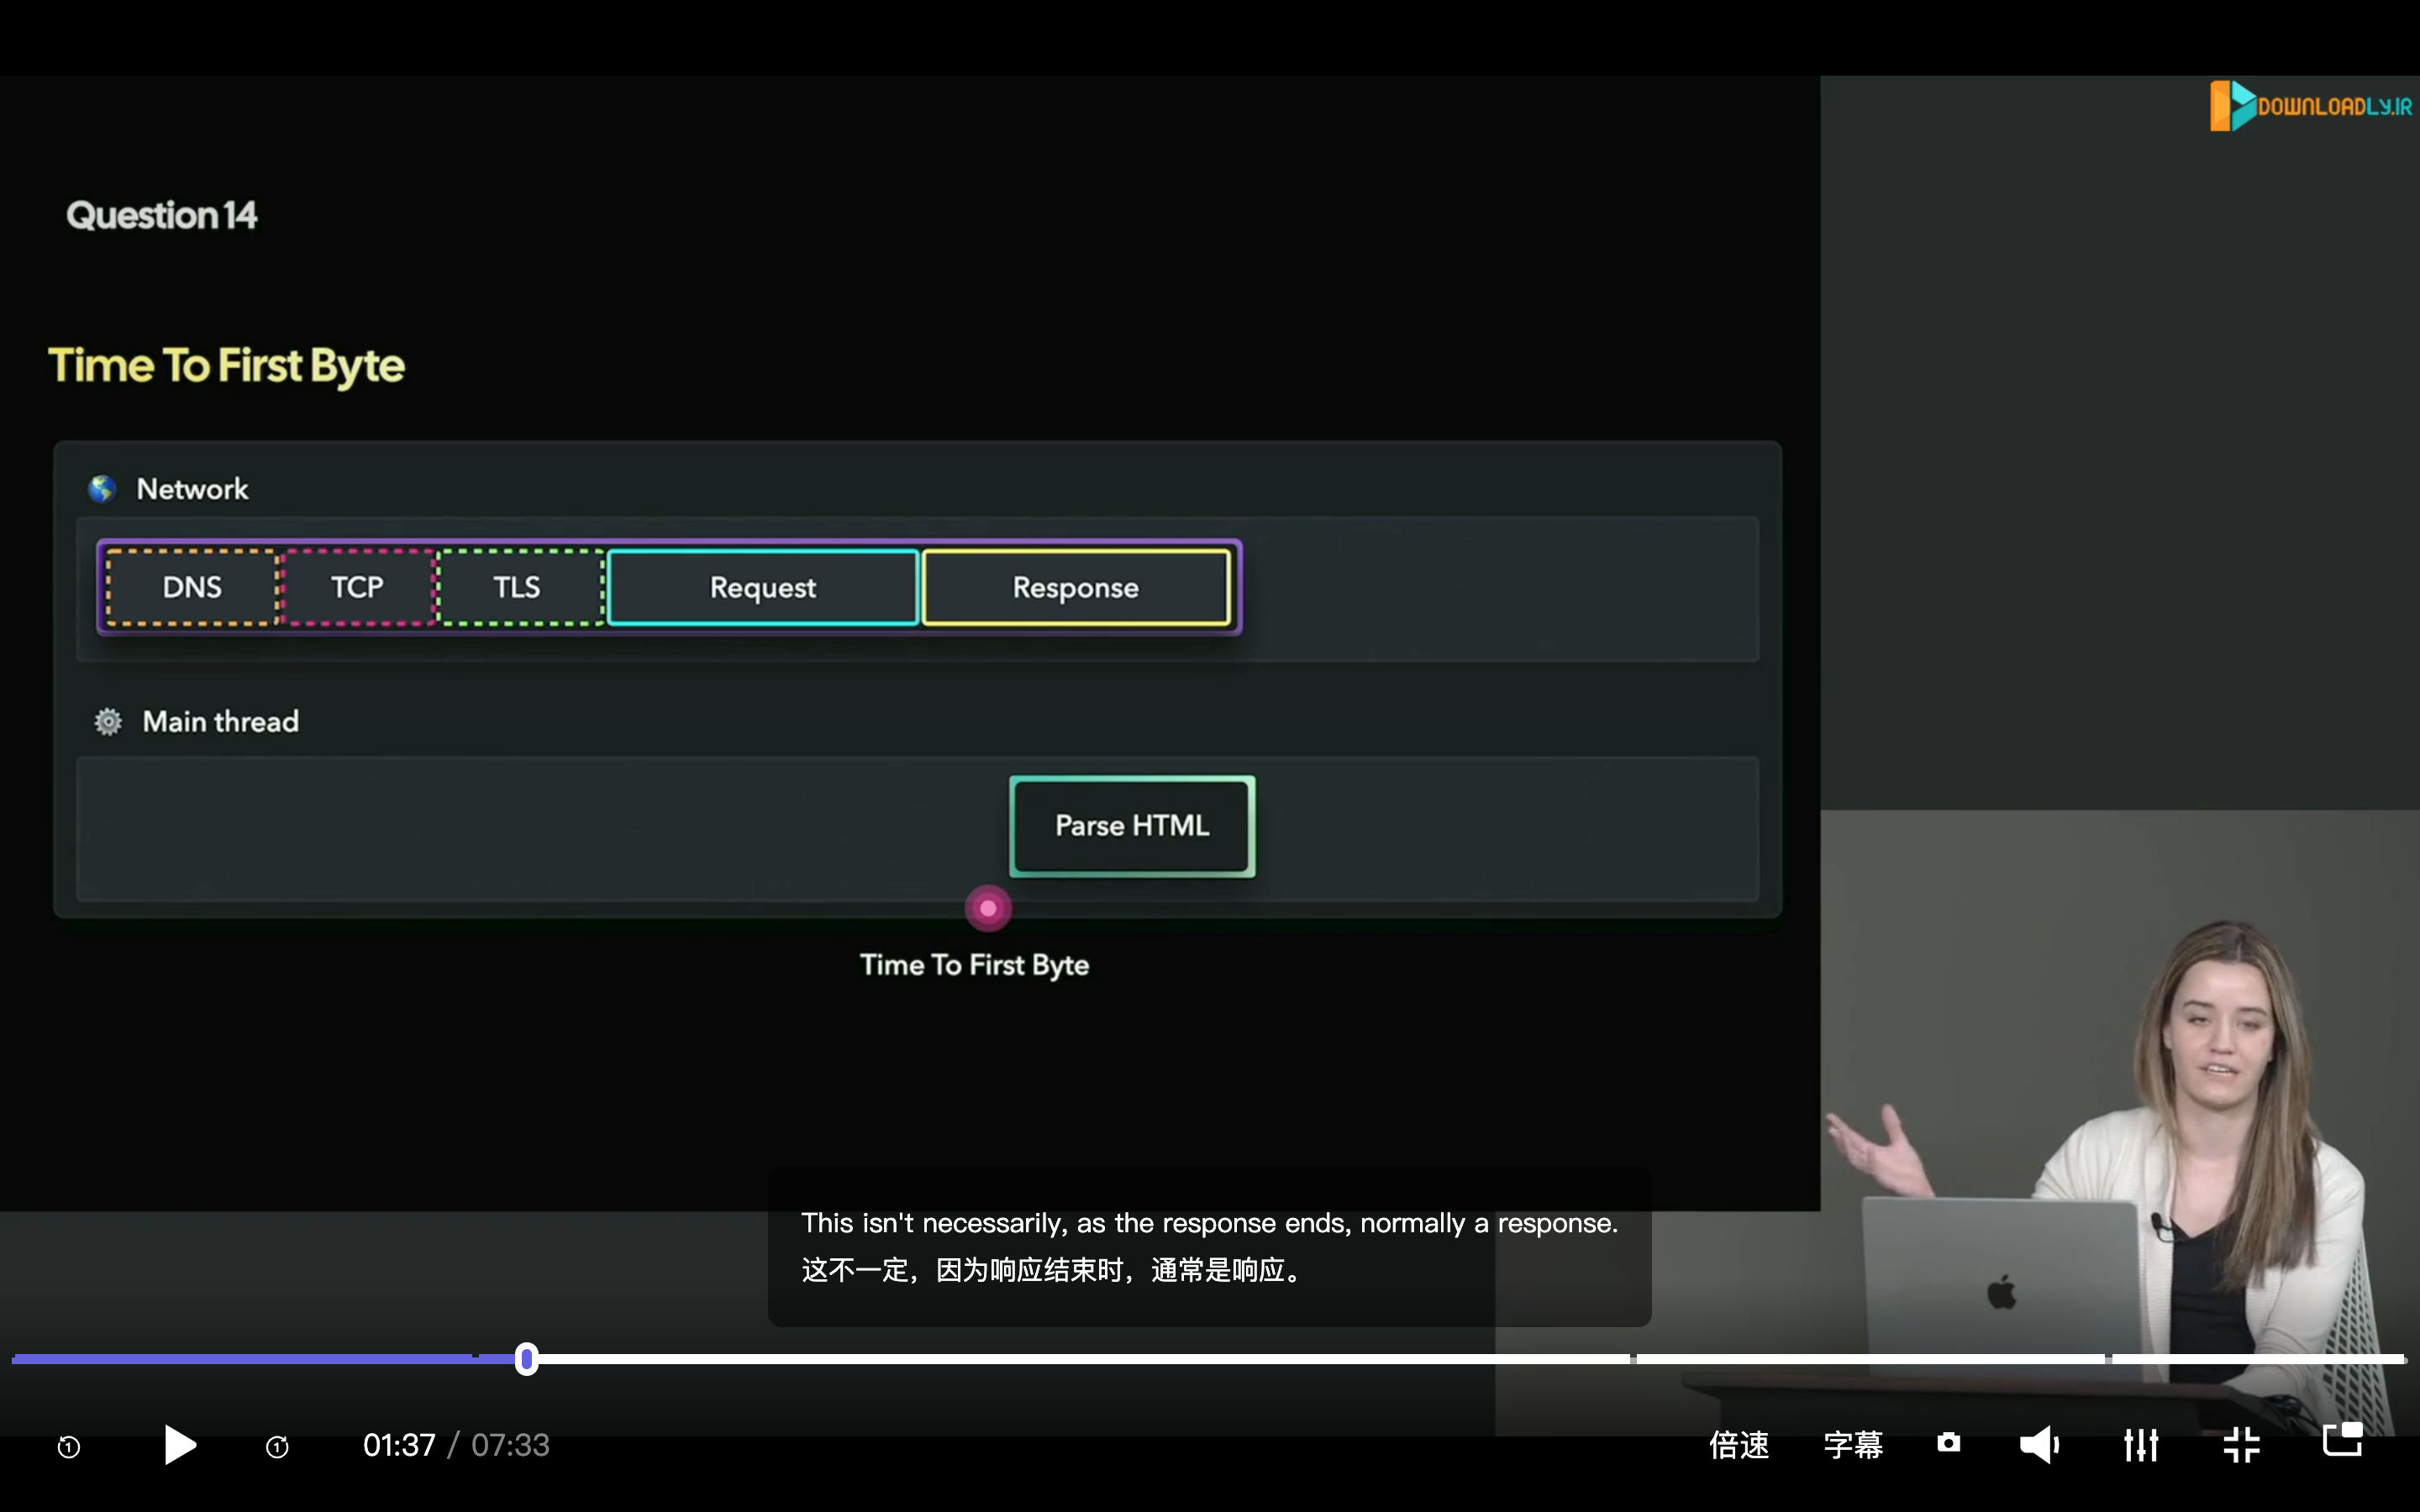 DOWNLOADLY.IR
Question 14
Time To First Byte
Network
DNS TCP TLS Request Response
Main thread
Parse HTML
Time To First Byte
This isn't necessarily, as the response ends, normally a response.
这不一定，因为响应结束时，通常是响应。
1 1 01:37 / 07:33 倍速 字幕